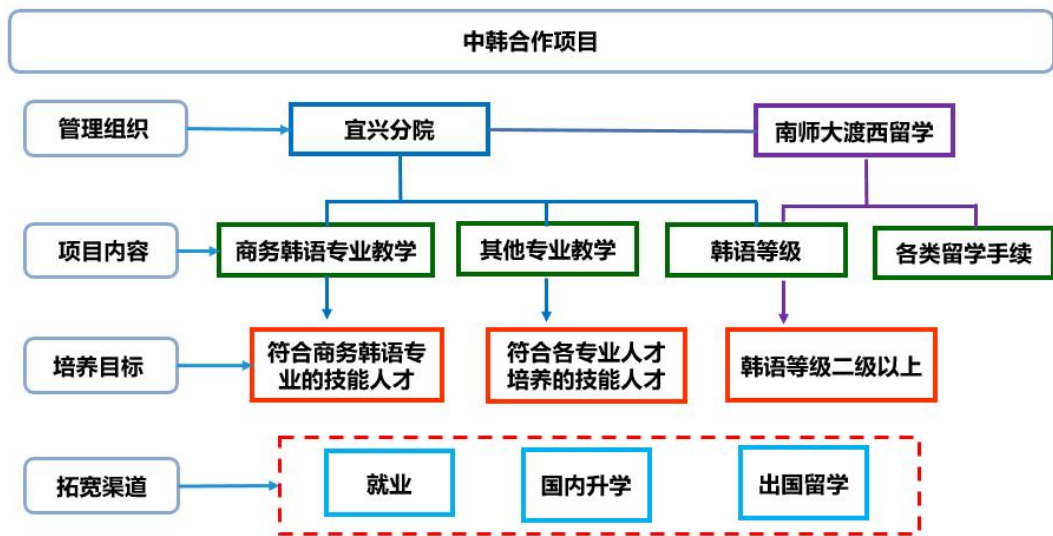 中韩合作项目
管理组织
宜兴分院
南师大渡西留学
项目内容
商务韩语专业教学
其他专业教学
韩语等级
各类留学手续
培养目标
符合商务韩语专
业的技能人才
符合各专业人才
培养的技能人才
韩语等级二级以上
拓宽渠道
就业
国内升学
出国留学